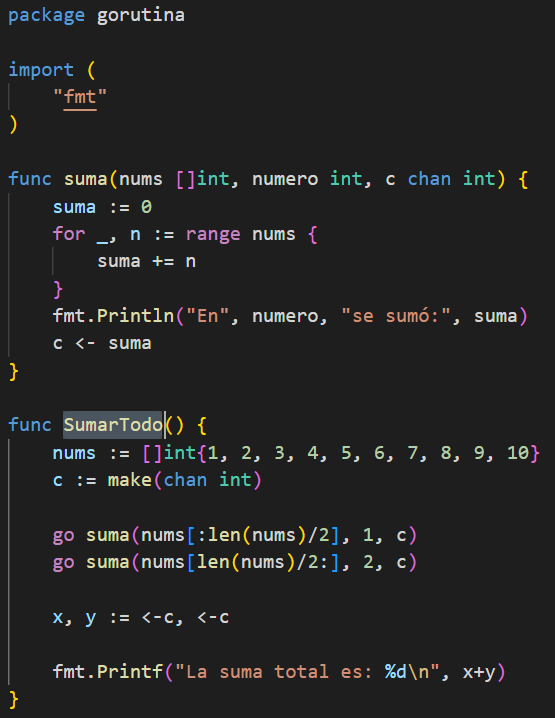 package gorutina
import (
    "fmt"
)
func suma(nums []int, numero int, c chan int) {
    suma := 0
    for _, n := range nums {
        suma += n
    }
    fmt.Println("En", numero, "se sumó:", suma)
    c <- suma
}
func SumarTodo() {
    nums := []int{1, 2, 3, 4, 5, 6, 7, 8, 9, 10}
    c := make(chan int)
    go suma(nums[:len(nums)/2], 1, c)
    go suma(nums[len(nums)/2:], 2, c)
    x, y := <-c, <-c
    fmt.Printf("La suma total es: %d\n", x+y)
}